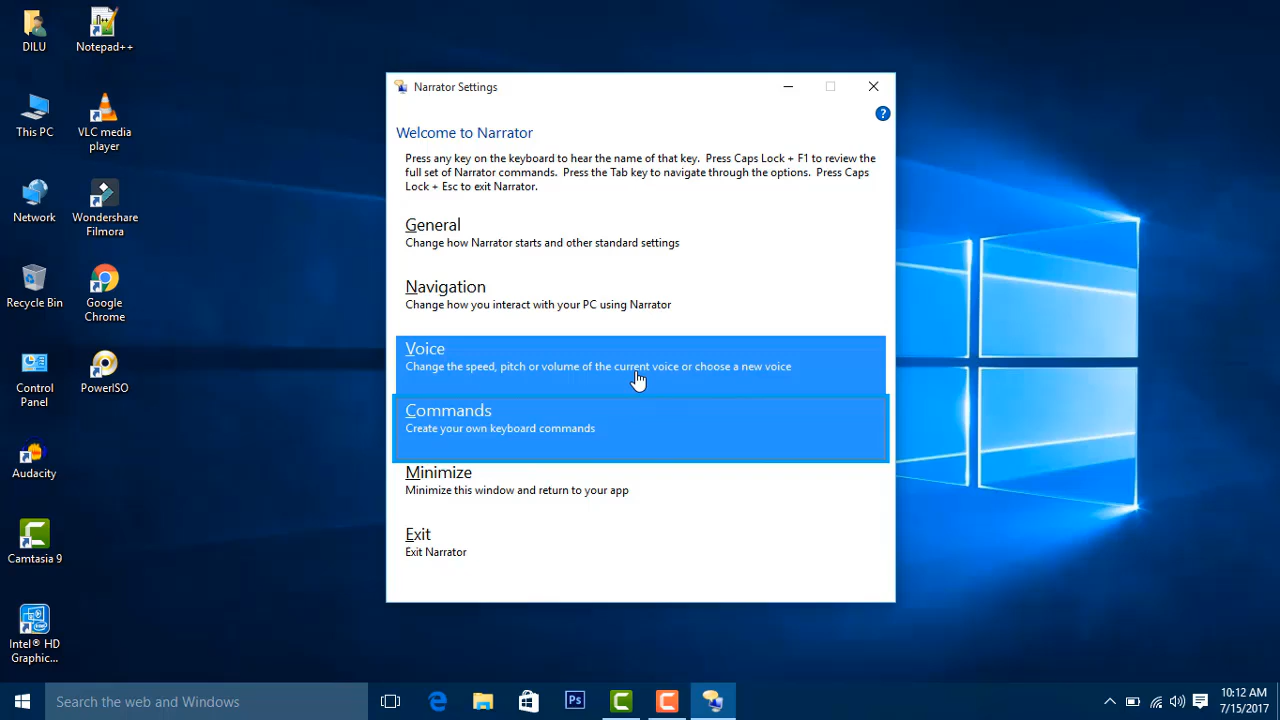 DILU
Notepad++
This PC
VLC media
player
Network
Wondershare
Filmora
Recycle Bin
Google
Chrome
Control
Panel
PowerISO
Audacity
Camtasia 9
Intel® HD
Graphic...
Narrator Settings
Welcome to Narrator
Press any key on the keyboard to hear the name of that key. Press Caps Lock + F1 to review the
full set of Narrator commands. Press the Tab key to navigate through the options. Press Caps
Lock + Esc to exit Narrator.
General
Change how Narrator starts and other standard settings
Navigation
Change how you interact with your PC using Narrator
Voice
Change the speed, pitch or volume of the current voice or choose a new voice
Commands
Create your own keyboard commands
Minimize
Minimize this window and return to your app
Exit
Exit Narrator
Search the web and Windows
Ps
10:12 AM
7/15/2017